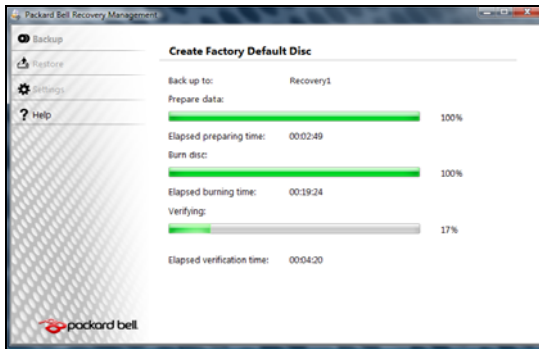 Packard Bell Recovery Management
Backup
Restore
Settings
Help
Create Factory Default Disc
Back up to: Recovery1
Prepare data:
100%
Elapsed preparing time: 00:02:49
Burn disc:
100%
Elapsed burning time: 00:19:24
Verifying:
17%
Elapsed verification time: 00:04:20
packard bell